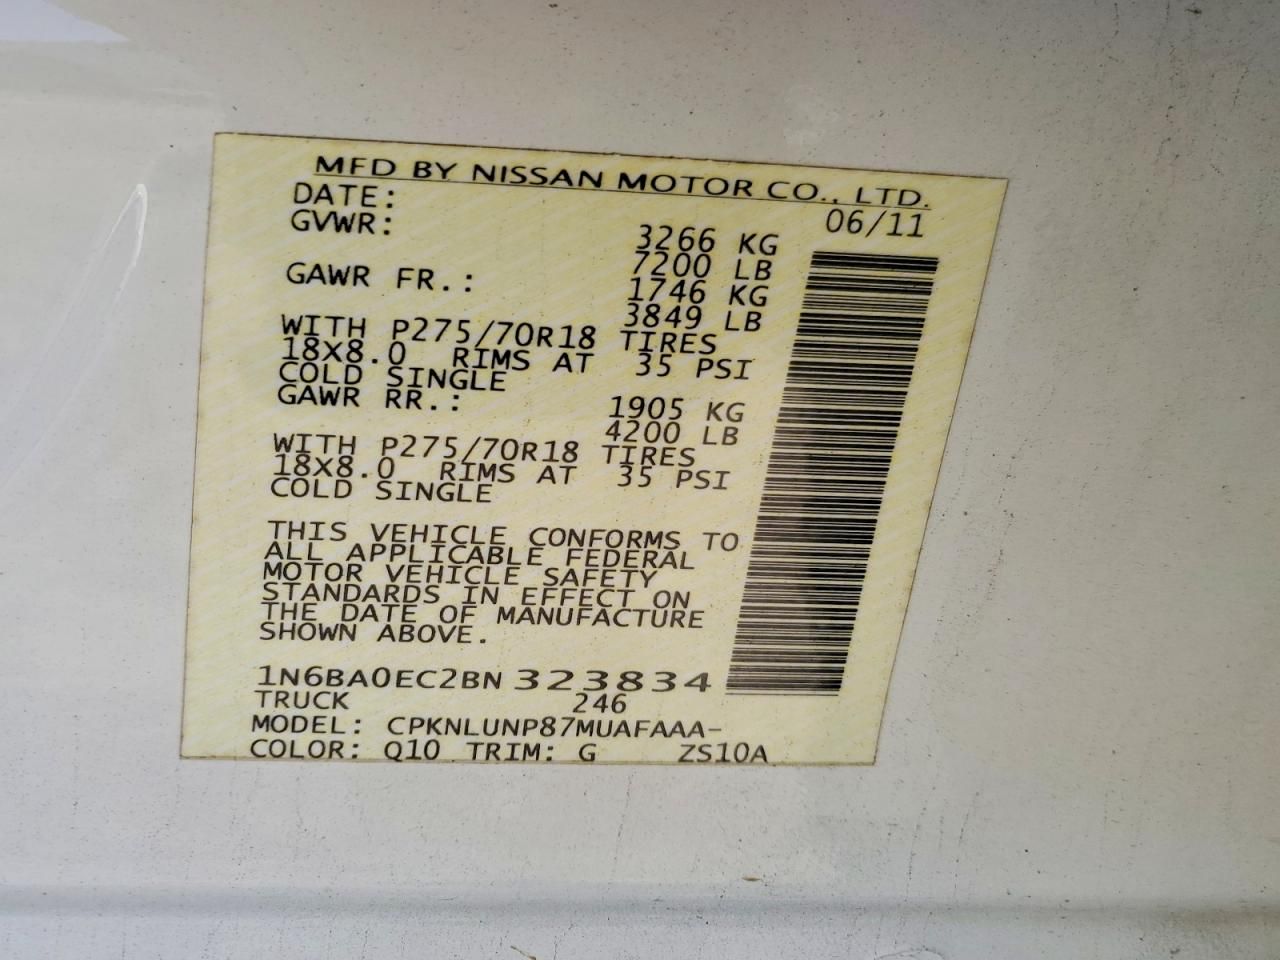 MFD BY NISSAN MOTOR CO., LTD.
DATE: 06/11
GVWR: 3266 KG
7200 LB
GAWR FR.: 1746 KG
3849 LB
WITH P275/70R18 TIRES
18X8.0 RIMS AT 35 PSI
COLD SINGLE
GAWR RR.: 1905 KG
4200 LB
WITH P275/70R18 TIRES
18X8.0 RIMS AT 35 PSI
COLD SINGLE
THIS VEHICLE CONFORMS TO
ALL APPLICABLE FEDERAL
MOTOR VEHICLE SAFETY
STANDARDS IN EFFECT ON
THE DATE OF MANUFACTURE
SHOWN ABOVE.
1N6BA0EC2BN 323834
TRUCK 246
MODEL: CPKNLUNP87MUAFAAA-
COLOR: Q10 TRIM: G ZS10A